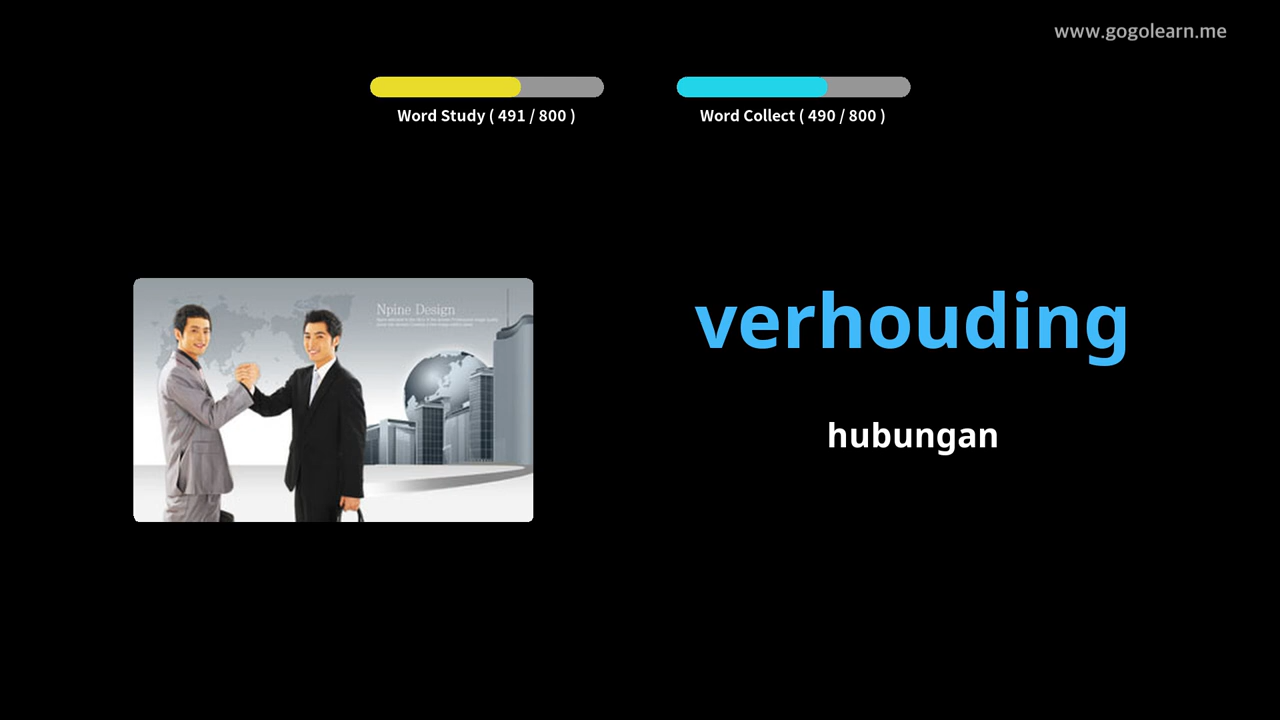 www.gogolearn.me
Word Study ( 491 / 800 )
Word Collect ( 490 / 800 )
Npine Design
verhouding
hubungan